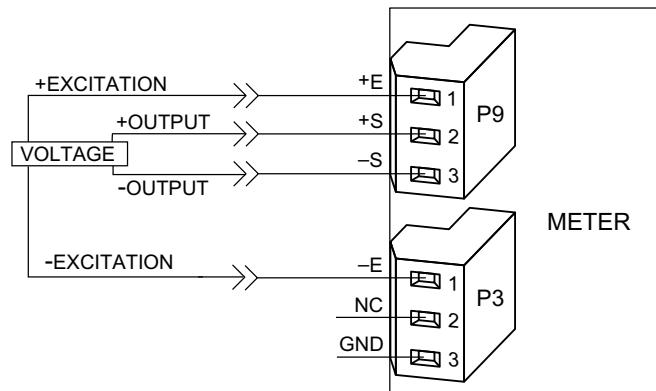 +EXCITATION +E 1
+OUTPUT +S 2 P9
VOLTAGE
–S 3
-OUTPUT
METER
-EXCITATION –E 1
NC 2 P3
GND 3